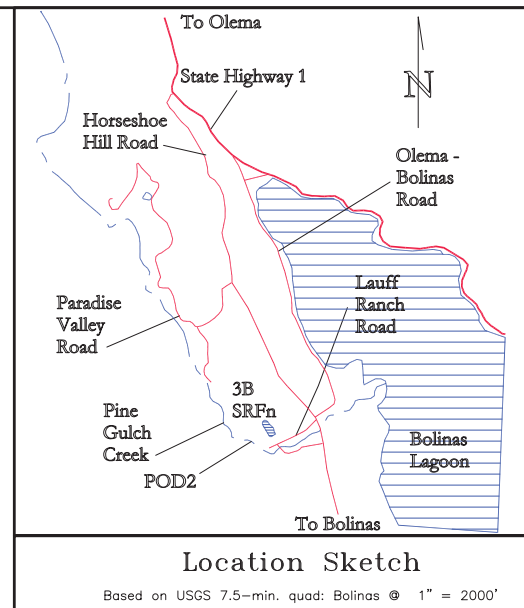 To Olema
State Highway 1
N
Horseshoe
Hill Road
Olema -
Bolinas
Road
Lauff
Ranch
Road
Paradise
Valley
Road
3B
SRFn
Pine
Gulch
Creek
POD2
Bolinas
Lagoon
To Bolinas
Location Sketch
Based on USGS 7.5-min. quad: Bolinas @ 1" = 2000'